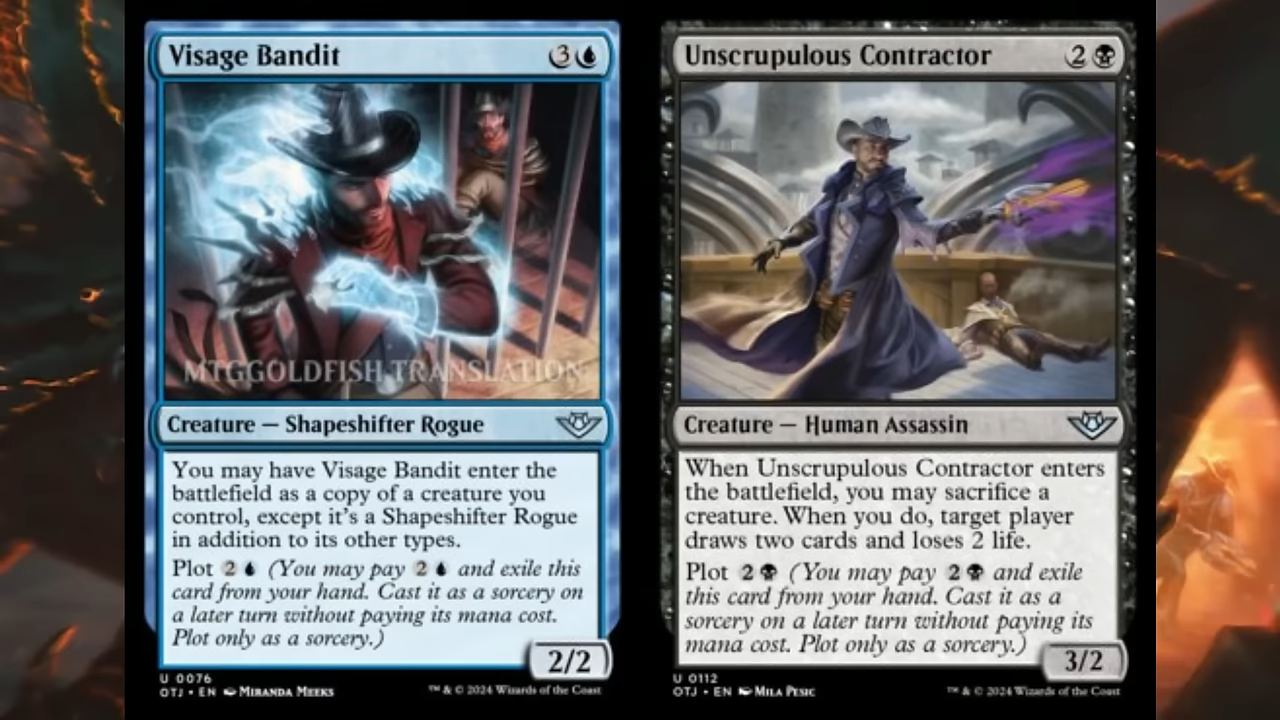 Visage Bandit 3
MTGGOLDFISH TRANSLATION
Creature — Shapeshifter Rogue
You may have Visage Bandit enter the
battlefield as a copy of a creature you
control, except it's a Shapeshifter Rogue
in addition to its other types.
Plot 2 (You may pay 2 and exile this
card from your hand. Cast it as a sorcery on
a later turn without paying its mana cost.
Plot only as a sorcery.)
2/2
U 0076
OTJ • EN Miranda Meeks
™ & © 2024 Wizards of the Coast
Unscrupulous Contractor 2
Creature — Human Assassin
When Unscrupulous Contractor enters
the battlefield, you may sacrifice a
creature. When you do, target player
draws two cards and loses 2 life.
Plot 2 (You may pay 2 and exile
this card from your hand. Cast it as a
sorcery on a later turn without paying its
mana cost. Plot only as a sorcery.)
3/2
U 0112
OTJ • EN Mila Pesic
™ & © 2024 Wizards of the Coast